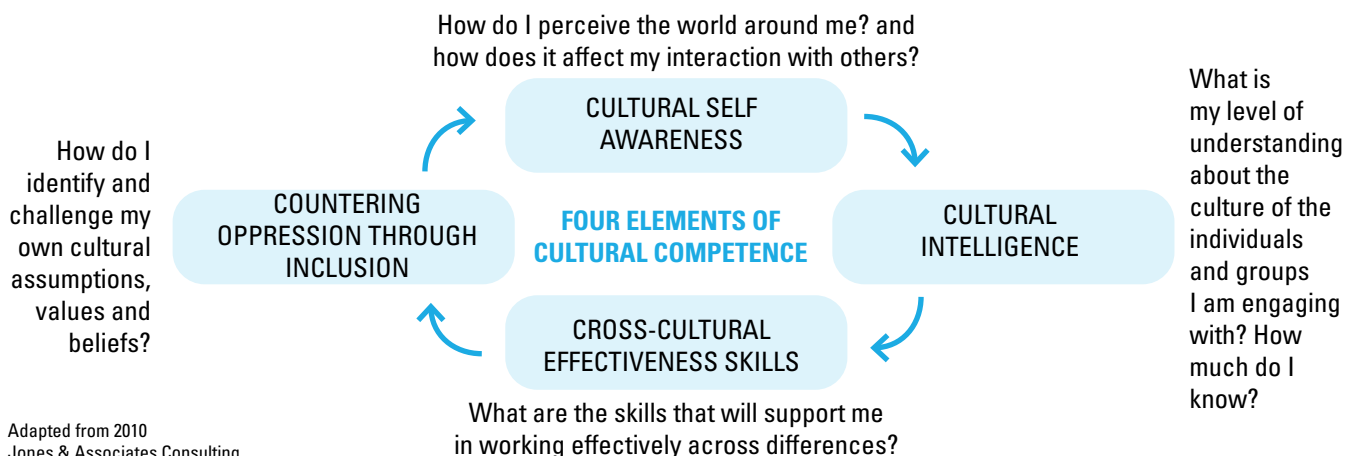 How do I perceive the world around me? and
how does it affect my interaction with others?
CULTURAL SELF
AWARENESS
What is
my level of
understanding
about the
culture of the
individuals
and groups
I am engaging
with? How
much do I
know?
How do I
identify and
challenge my
own cultural
assumptions,
values and
beliefs?
COUNTERING
OPPRESSION THROUGH
INCLUSION
FOUR ELEMENTS OF
CULTURAL COMPETENCE
CULTURAL
INTELLIGENCE
CROSS-CULTURAL
EFFECTIVENESS SKILLS
What are the skills that will support me
in working effectively across differences?
Adapted from 2010
Jones & Associates Consulting